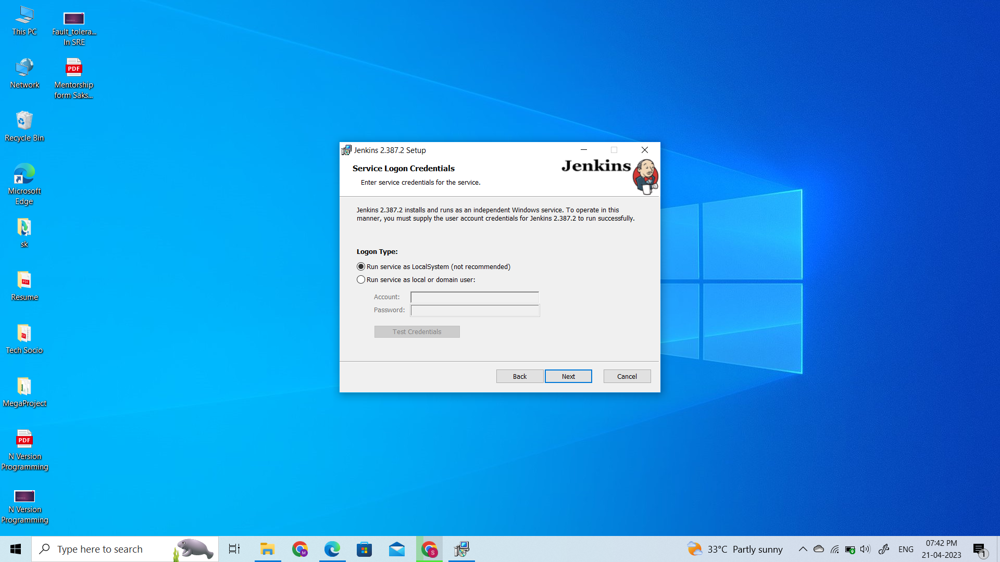 This PC
Fault_tolera...
In SRE
Network
PDF
Mentorship
form Saks...
Recycle Bin
Microsoft
Edge
sk
PDF
Resume
Tech Socio
MegaProject
PDF
N Version
Programming
N Version
Programming
Jenkins 2.387.2 Setup
Service Logon Credentials
Enter service credentials for the service.
Jenkins
Jenkins 2.387.2 installs and runs as an independent Windows service. To operate in this
manner, you must supply the user account credentials for Jenkins 2.387.2 to run successfully.
Logon Type:
Run service as LocalSystem (not recommended)
Run service as local or domain user:
Account:
Password:
Test Credentials
Back
Next
Cancel
Type here to search
M
S
33°C Partly sunny
ENG
07:42 PM
21-04-2023
1